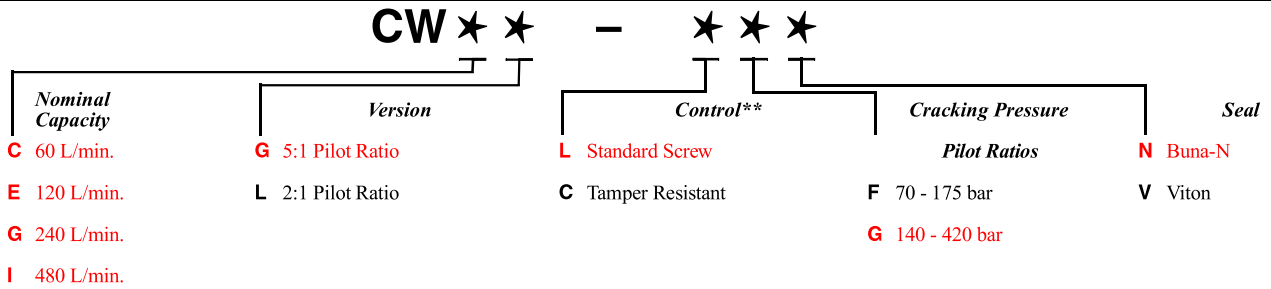 CW★★ – ★★★
Nominal
Capacity
Version
Control**
Cracking Pressure
Seal
C 60 L/min.
G 5:1 Pilot Ratio
L Standard Screw
Pilot Ratios
N Buna-N
E 120 L/min.
L 2:1 Pilot Ratio
C Tamper Resistant
F 70 - 175 bar
V Viton
G 240 L/min.
G 140 - 420 bar
I 480 L/min.